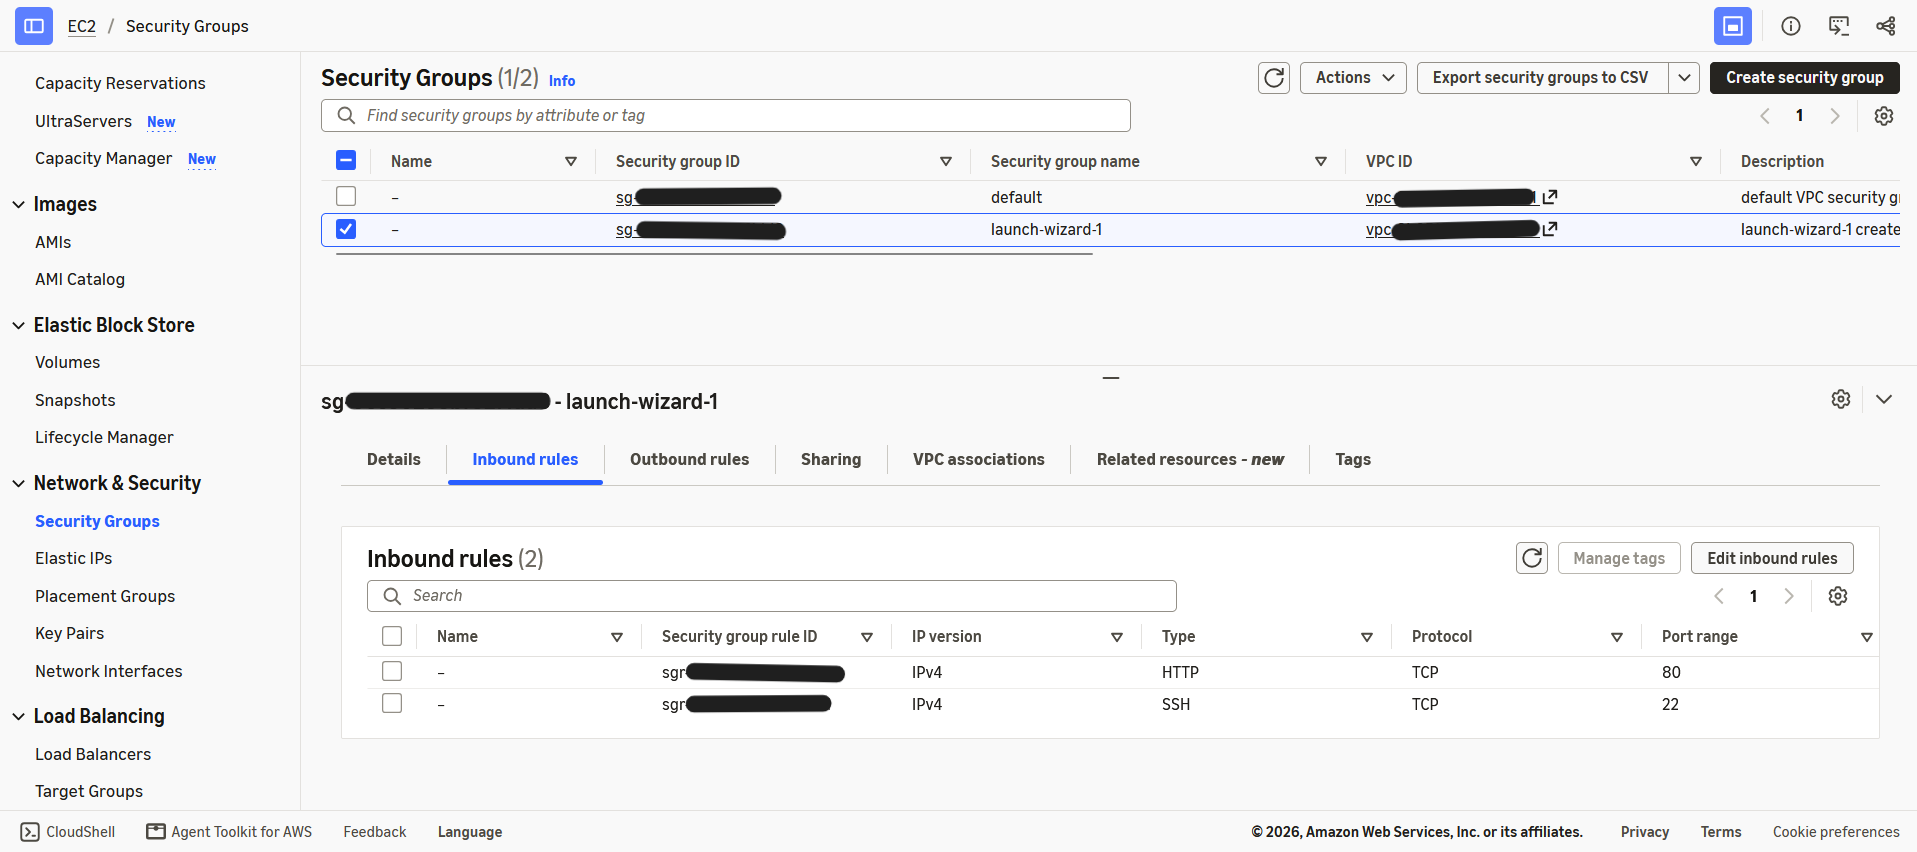 EC2 / Security Groups
Capacity Reservations
UltraServers New
Capacity Manager New
Images
AMIs
AMI Catalog
Elastic Block Store
Volumes
Snapshots
Lifecycle Manager
Network & Security
Security Groups
Elastic IPs
Placement Groups
Key Pairs
Network Interfaces
Load Balancing
Load Balancers
Target Groups
Security Groups (1/2) Info
Actions
Export security groups to CSV
Create security group
Find security groups by attribute or tag
1
Name Security group ID Security group name VPC ID Description
– sg- default vpc- default VPC security g
– sg- launch-wizard-1 vpc launch-wizard-1 create
sg - launch-wizard-1
Details Inbound rules Outbound rules Sharing VPC associations Related resources - new Tags
Inbound rules (2)
Manage tags
Edit inbound rules
Search
1
Name Security group rule ID IP version Type Protocol Port range
– sgr IPv4 HTTP TCP 80
– sgr IPv4 SSH TCP 22
CloudShell Agent Toolkit for AWS Feedback Language © 2026, Amazon Web Services, Inc. or its affiliates. Privacy Terms Cookie preferences